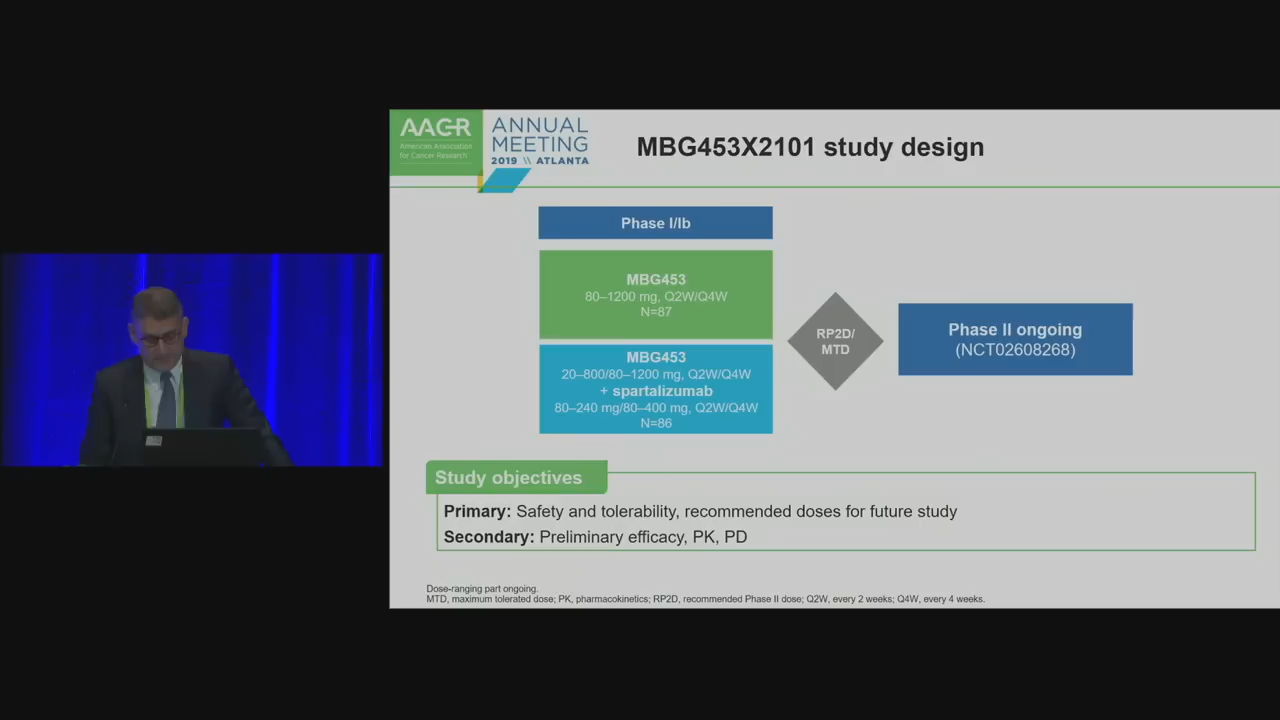 AACR
American Association
for Cancer Research
ANNUAL
MEETING
2019 \\ ATLANTA
MBG453X2101 study design
Phase I/Ib
MBG453
80–1200 mg, Q2W/Q4W
N=87
MBG453
20–800/80–1200 mg, Q2W/Q4W
+ spartalizumab
80–240 mg/80–400 mg, Q2W/Q4W
N=86
RP2D/
MTD
Phase II ongoing
(NCT02608268)
Study objectives
Primary: Safety and tolerability, recommended doses for future study
Secondary: Preliminary efficacy, PK, PD
Dose-ranging part ongoing.
MTD, maximum tolerated dose; PK, pharmacokinetics; RP2D, recommended Phase II dose; Q2W, every 2 weeks; Q4W, every 4 weeks.